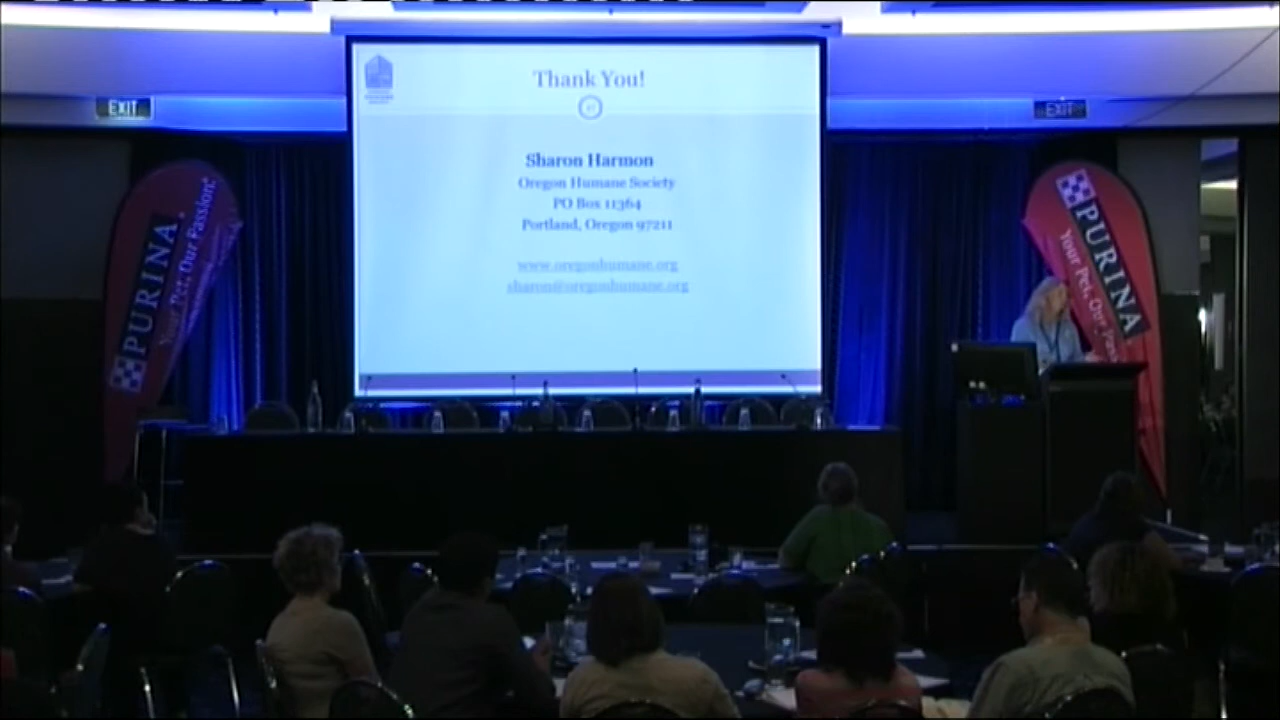 EXIT
EXIT
Thank You!
Sharon Harmon
Oregon Humane Society
PO Box 11364
Portland, Oregon 97211
www.oregonhumane.org
sharon@oregonhumane.org
PURINA
Your Pet, Our Passion.
PURINA
Your Pet, Our Pass